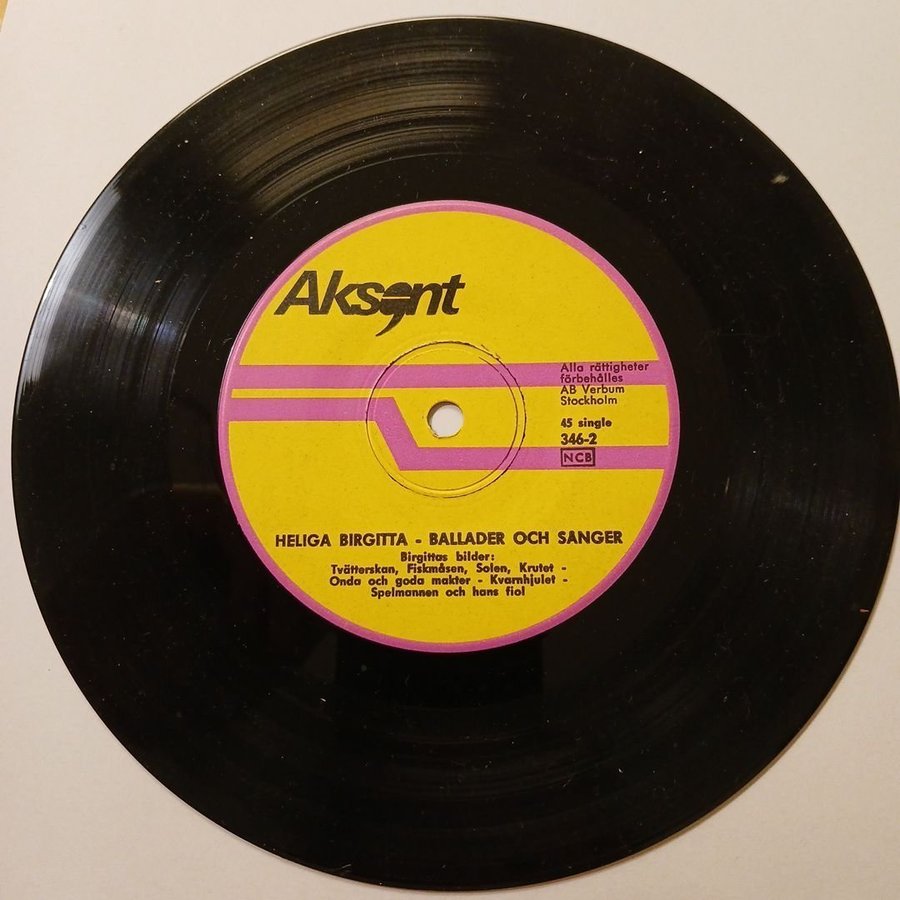 Aksent
Alla rättigheter
förbehålles
AB Verbum
Stockholm
45 single
346-2
NCB
HELIGA BIRGITTA - BALLADER OCH SANGER
Birgittas bilder:
Tvätterskan, Fiskmåsen, Solen, Krutet -
Onda och goda makter - Kvarnhjulet -
Spelmannen och hans fiol